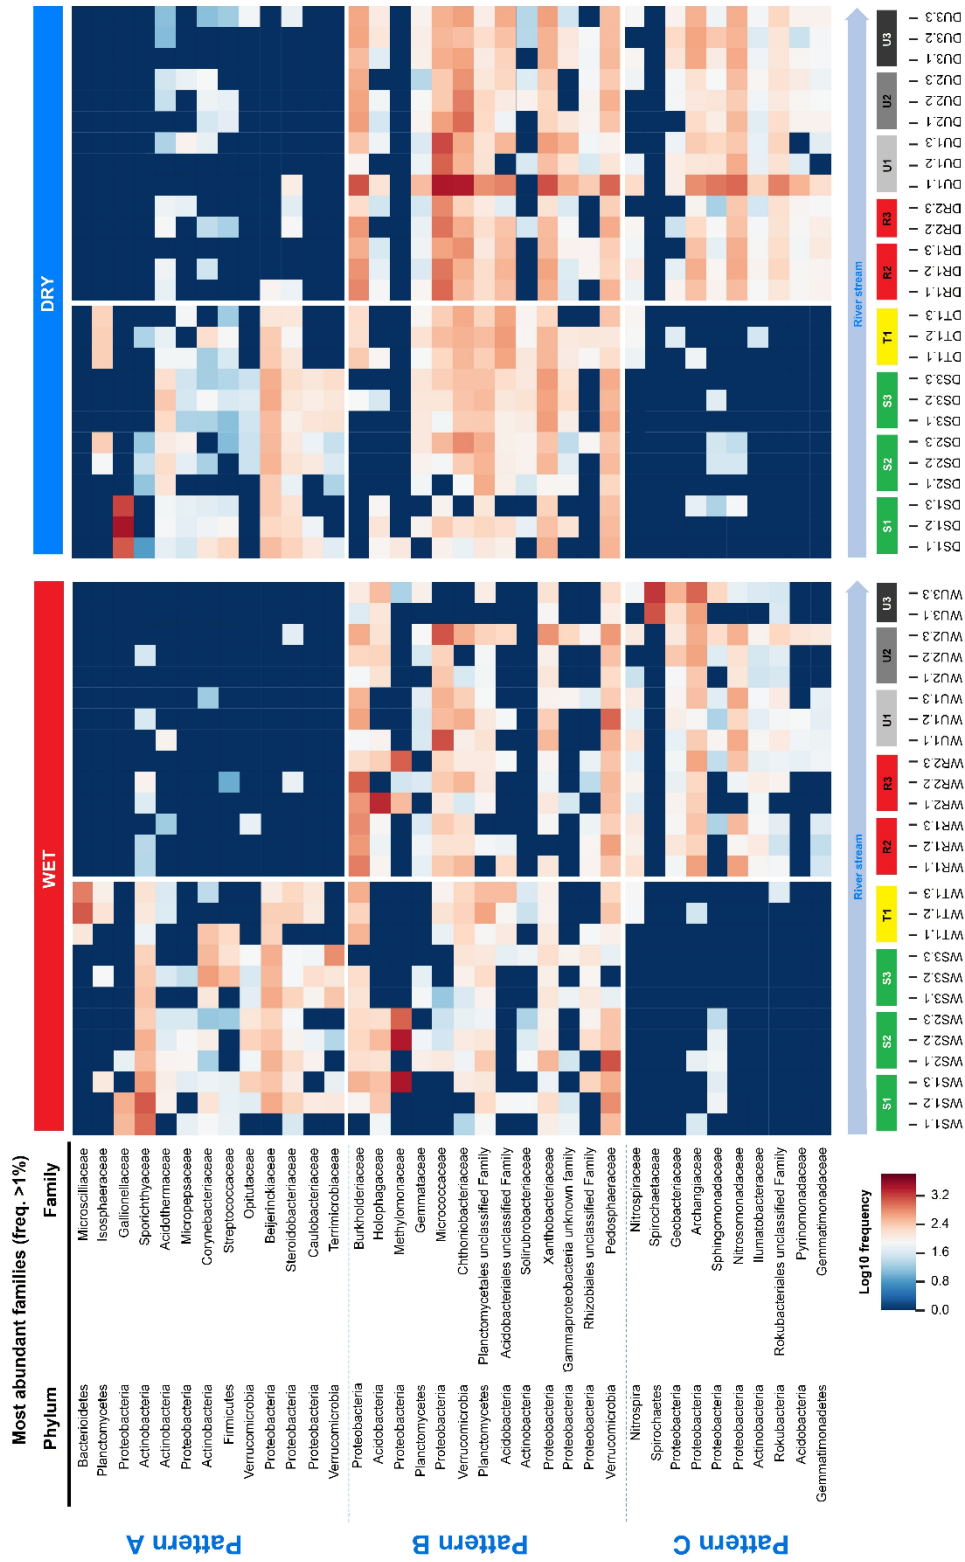 Most abundant families (freq. >1%)
Phylum Family
WET
DRY
Pattern A
Bacterioidetes Microscilliaceae
Planctomycetes Isosphaeraceae
Proteobacteria Gallionellaceae
Actinobacteria Sporichthyaceae
Actinobacteria Acidothermaceae
Proteobacteria Micropepsaceae
Actinobacteria Corynebacteriaceae
Firmicutes Streptococcaceae
Verrucomicrobia Opitutaceae
Proteobacteria Beijerinckiaceae
Proteobacteria Steroidobacteriaceae
Proteobacteria Caulobacteriaceae
Verrucomicrobia Terrimicrobiaceae
Pattern B
Proteobacteria Burkholderiaceae
Acidobacteria Holophagaceae
Proteobacteria Methylomonaceae
Planctomycetes Gemmataceae
Proteobacteria Micrococcaceae
Verrucomicrobia Chthoniobacteriaceae
Planctomycetes Planctomycetales unclassified Family
Acidobacteria Acidobacteriales unclassified Family
Actinobacteria Solirubrobacteriaceae
Proteobacteria Xanthobacteriaceae
Proteobacteria Gammaproteobacteria unknown family
Proteobacteria Rhizobiales unclassified Family
Verrucomicrobia Pedosphaeraceae
Pattern C
Nitrospira Nitrospiraceae
Spirochaetes Spirochaetaceae
Proteobacteria Geobacteriaceae
Proteobacteria Archangiaceae
Proteobacteria Sphingomonadaceae
Proteobacteria Nitrosomonadaceae
Actinobacteria Ilumatobacteraceae
Rokubacteria Rokubacteriales unclassified Family
Acidobacteria Pyrinomonadaceae
Gemmatimonadetes Gemmatimonadaceae
River stream
River stream
S1 S2 S3 T1 R2 R3 U1 U2 U3
S1 S2 S3 T1 R2 R3 U1 U2 U3
WS1.1 WS1.2 WS1.3 WS2.1 WS2.2 WS2.3 WS3.1 WS3.2 WS3.3 WT1.1 WT1.2 WT1.3 WR1.1 WR1.2 WR1.3 WR2.1 WR2.2 WR2.3 WU1.1 WU1.2 WU1.3 WU2.1 WU2.2 WU2.3 WU3.1 WU3.3
DS1.1 DS1.2 DS1.3 DS2.1 DS2.2 DS2.3 DS3.1 DS3.2 DS3.3 DT1.1 DT1.2 DT1.3 DR1.1 DR1.2 DR1.3 DR2.2 DR2.3 DU1.1 DU1.2 DU1.3 DU2.1 DU2.2 DU2.3 DU3.1 DU3.2 DU3.3
Log10 frequency
0.0 0.8 1.6 2.4 3.2